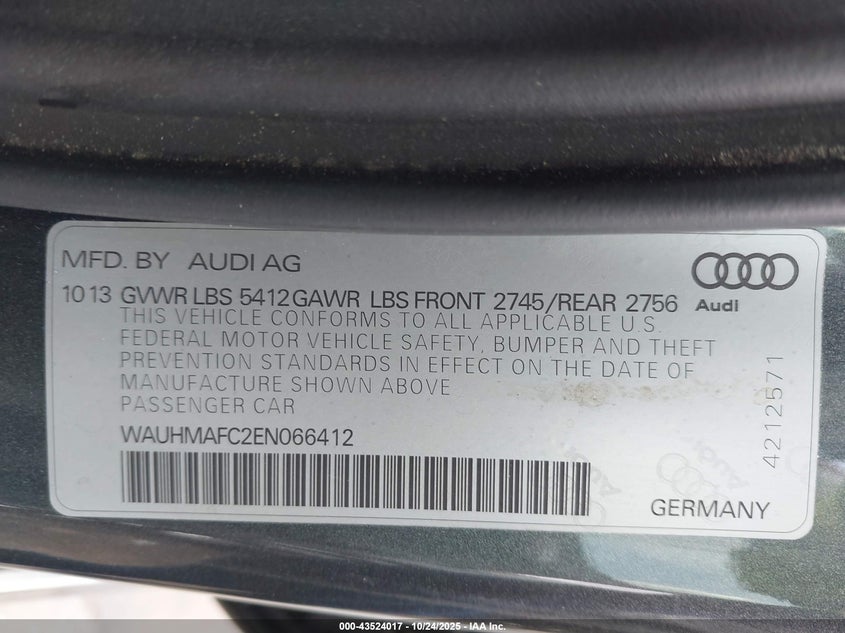 MFD. BY AUDI AG
10 13 GVWR LBS 5412 GAWR LBS FRONT 2745/REAR 2756
Audi
THIS VEHICLE CONFORMS TO ALL APPLICABLE U.S.
FEDERAL MOTOR VEHICLE SAFETY, BUMPER AND THEFT
PREVENTION STANDARDS IN EFFECT ON THE DATE OF
MANUFACTURE SHOWN ABOVE
PASSENGER CAR
WAUHMAFC2EN066412
4212571
Audi
GERMANY
000-43524017 - 10/24/2025 - IAA Inc.